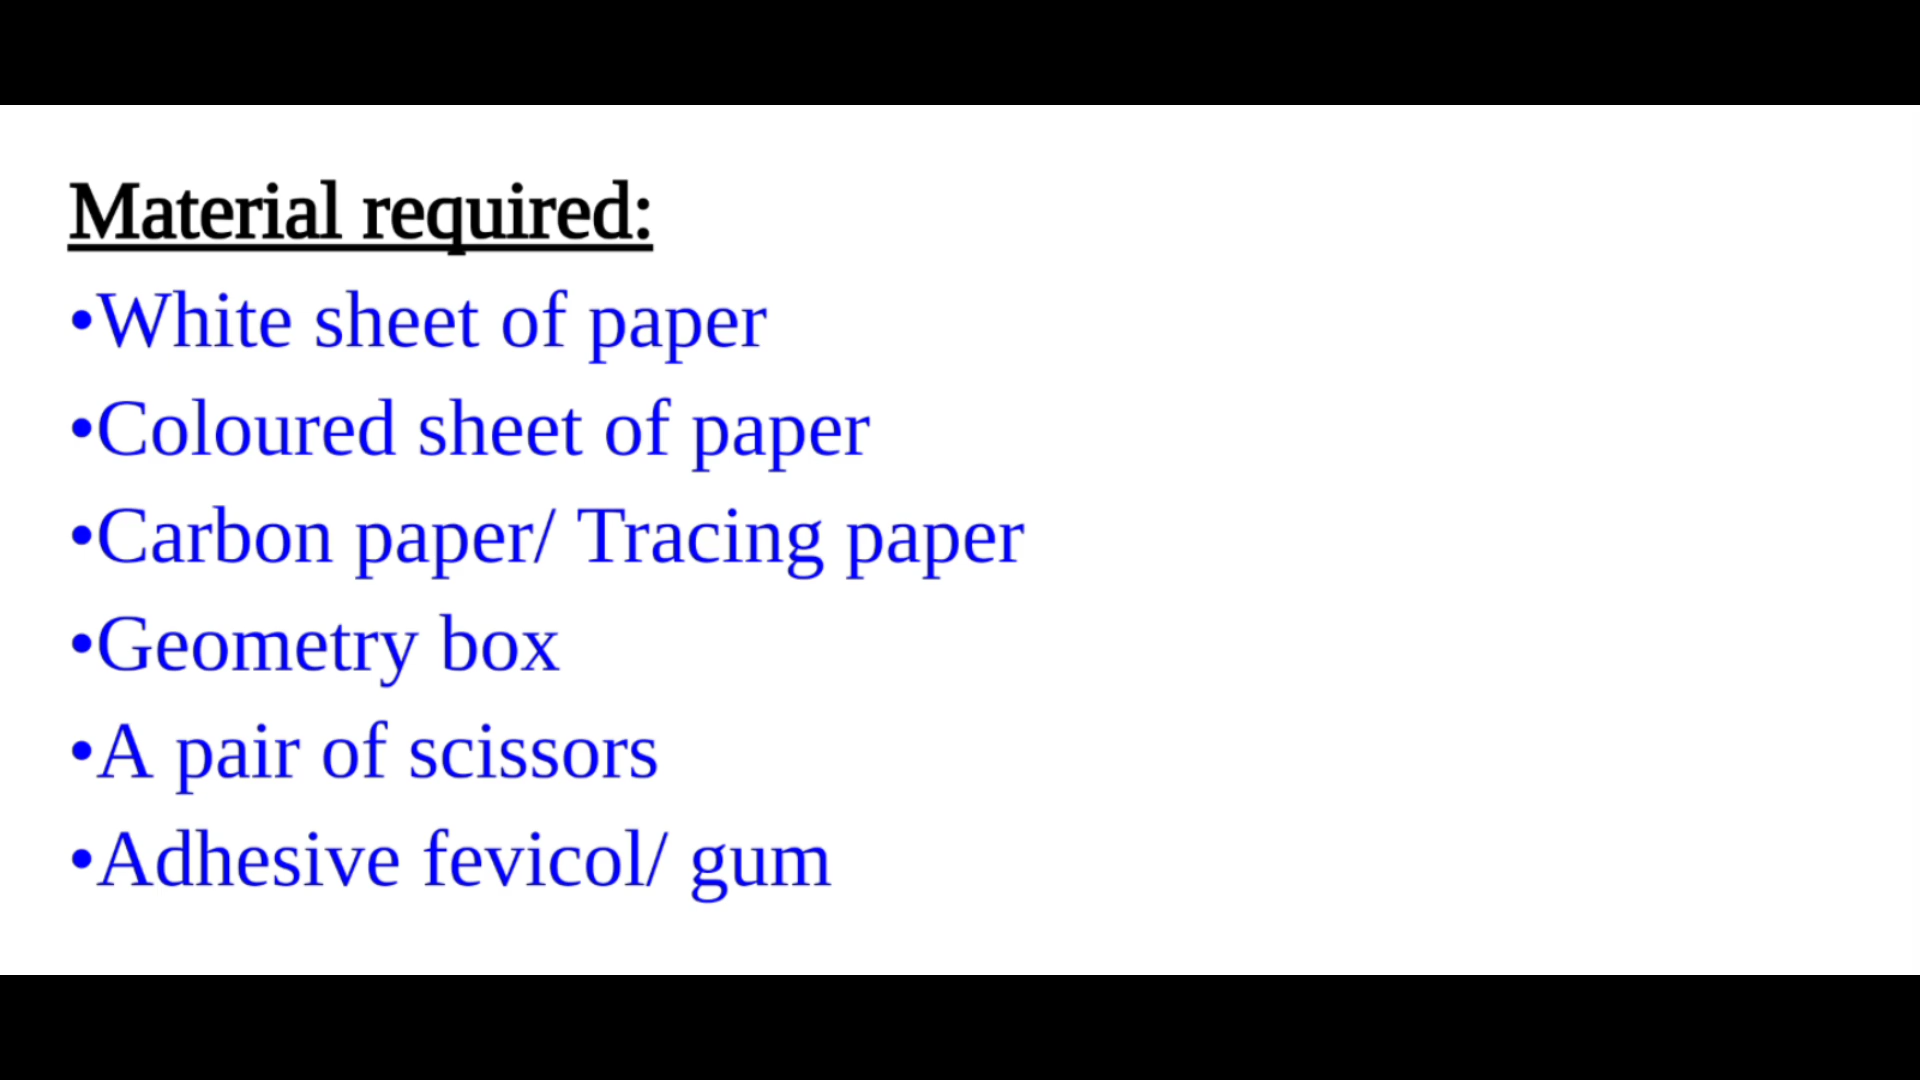 Material required:
•White sheet of paper
•Coloured sheet of paper
•Carbon paper/ Tracing paper
•Geometry box
•A pair of scissors
•Adhesive fevicol/ gum